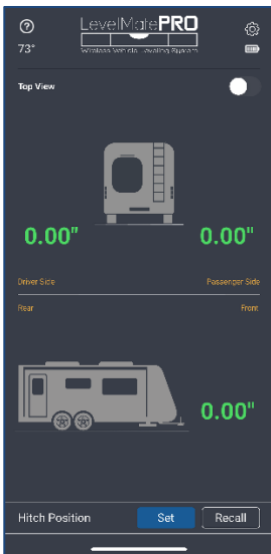 ?
LevelMatePRO
73°
Wireless Vehicle Leveling System
Top View
0.00" 0.00"
Driver Side Passenger Side
Rear Front
0.00"
Hitch Position Set Recall